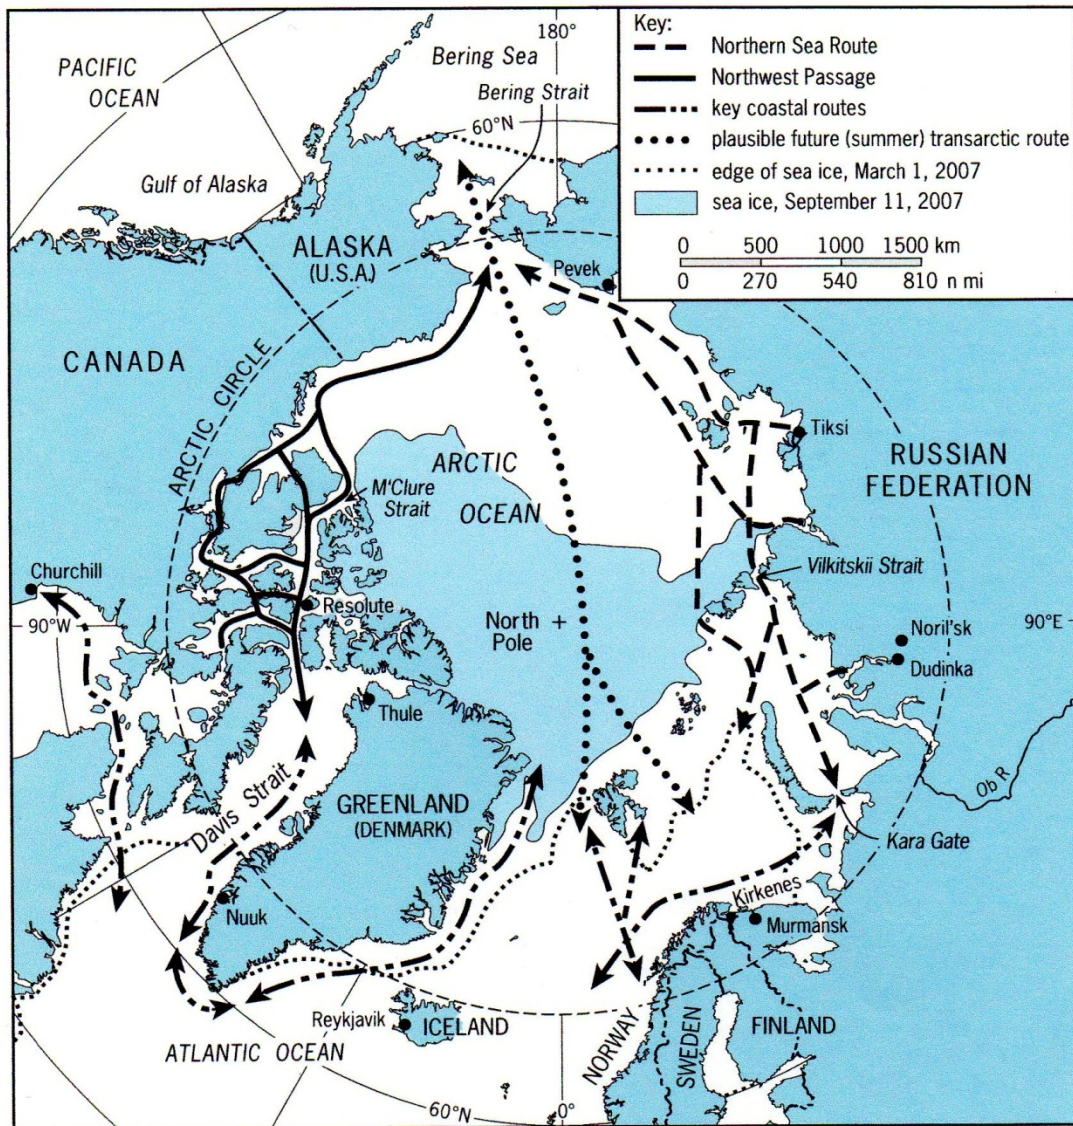 Key:
Northern Sea Route
Northwest Passage
key coastal routes
plausible future (summer) transarctic route
edge of sea ice, March 1, 2007
sea ice, September 11, 2007
0 500 1000 1500 km
0 270 540 810 n mi
180°
Bering Sea
PACIFIC
OCEAN
Bering Strait
60°N
Gulf of Alaska
ALASKA
(U.S.A.)
Pevek
CANADA
ARCTIC CIRCLE
Tiksi
ARCTIC
OCEAN
RUSSIAN
FEDERATION
M'Clure
Strait
Vilkitskii Strait
Churchill
Resolute
90°W
North
Pole
90°E
Noril'sk
Dudinka
Thule
Davis Strait
GREENLAND
(DENMARK)
Ob R
Kara Gate
Nuuk
Kirkenes
Murmansk
Reykjavik
ICELAND
NORWAY
SWEDEN
FINLAND
ATLANTIC OCEAN
60°N
0°